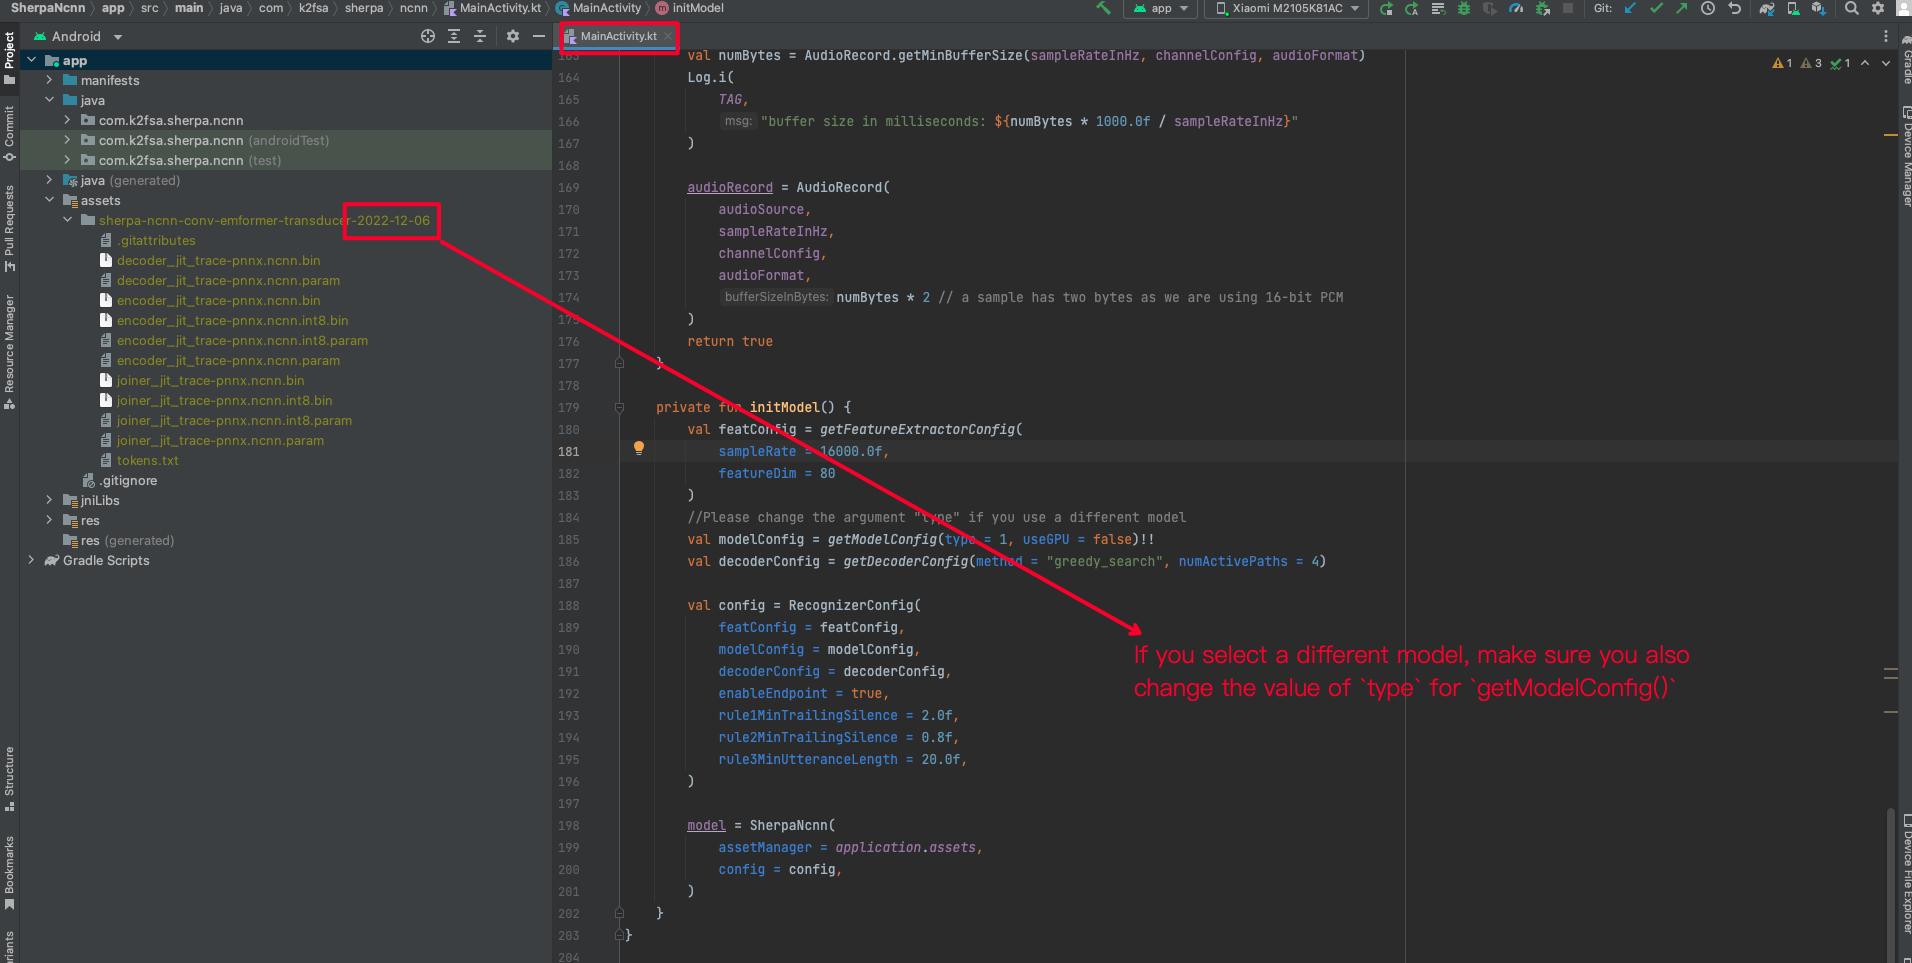 SherpaNcnn 〉 app 〉 src 〉 main 〉 java 〉 com 〉 k2fsa 〉 sherpa 〉 ncnn 〉 MainActivity.kt 〉 MainActivity 〉 initModel
app
Xiaomi M2105K81AC
Git:
Android
MainActivity.kt
Project
Commit
Pull Requests
Resource Manager
Structure
Bookmarks
app
manifests
java
com.k2fsa.sherpa.ncnn
com.k2fsa.sherpa.ncnn (androidTest)
com.k2fsa.sherpa.ncnn (test)
java (generated)
assets
sherpa-ncnn-conv-emformer-transducer-2022-12-06
.gitattributes
decoder_jit_trace-pnnx.ncnn.bin
decoder_jit_trace-pnnx.ncnn.param
encoder_jit_trace-pnnx.ncnn.bin
encoder_jit_trace-pnnx.ncnn.int8.bin
encoder_jit_trace-pnnx.ncnn.int8.param
encoder_jit_trace-pnnx.ncnn.param
joiner_jit_trace-pnnx.ncnn.bin
joiner_jit_trace-pnnx.ncnn.int8.bin
joiner_jit_trace-pnnx.ncnn.int8.param
joiner_jit_trace-pnnx.ncnn.param
tokens.txt
.gitignore
jniLibs
res
res (generated)
Gradle Scripts
1 3 1
163 val numBytes = AudioRecord.getMinBufferSize(sampleRateInHz, channelConfig, audioFormat)
164 Log.i(
165 TAG,
166 msg: "buffer size in milliseconds: ${numBytes * 1000.0f / sampleRateInHz}"
167 )
168
169 audioRecord = AudioRecord(
170 audioSource,
171 sampleRateInHz,
172 channelConfig,
173 audioFormat,
174 bufferSizeInBytes: numBytes * 2 // a sample has two bytes as we are using 16-bit PCM
175 )
176 return true
177 }
178
179 private fun initModel() {
180 val featConfig = getFeatureExtractorConfig(
181 sampleRate = 16000.0f,
182 featureDim = 80
183 )
184 //Please change the argument "type" if you use a different model
185 val modelConfig = getModelConfig(type = 1, useGPU = false)!!
186 val decoderConfig = getDecoderConfig(method = "greedy_search", numActivePaths = 4)
187
188 val config = RecognizerConfig(
189 featConfig = featConfig,
190 modelConfig = modelConfig,
191 decoderConfig = decoderConfig,
192 enableEndpoint = true,
193 rule1MinTrailingSilence = 2.0f,
194 rule2MinTrailingSilence = 0.8f,
195 rule3MinUtteranceLength = 20.0f,
196 )
197
198 model = SherpaNcnn(
199 assetManager = application.assets,
200 config = config,
201 )
202 }
203 }
204
If you select a different model, make sure you also
change the value of `type` for `getModelConfig()`
Gradle
Device Manager
Device File Explorer